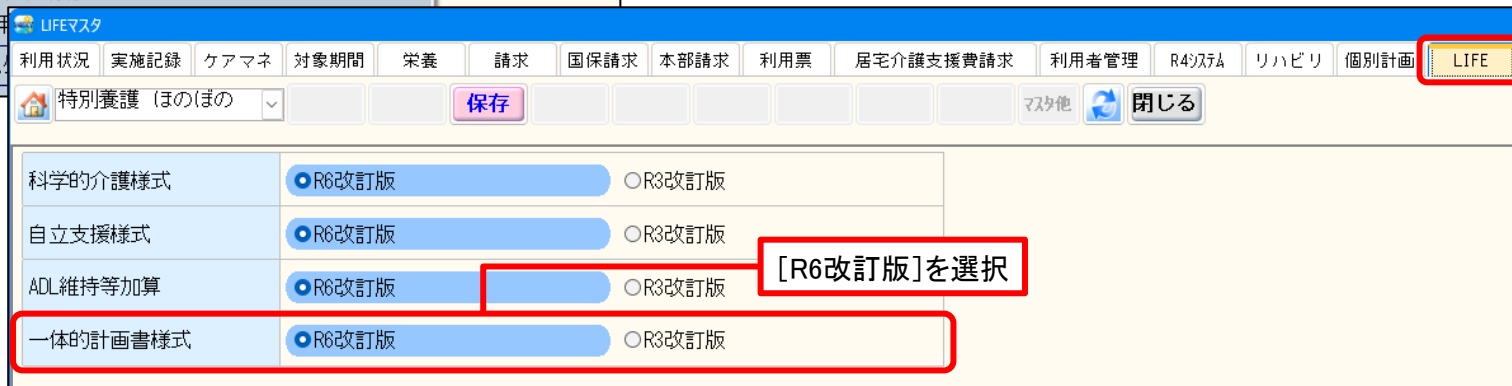 LIFEマスタ
利用状況 実施記録 ケアマネ 対象期間 栄養 請求 国保請求 本部請求 利用票 居宅介護支援費請求 利用者管理 R4システム リハビリ 個別計画 LIFE
特別養護（ほのぼの 保存 マスタ他 閉じる
科学的介護様式 R6改訂版 R3改訂版
自立支援様式 R6改訂版 R3改訂版
[R6改訂版]を選択
ADL維持等加算 R6改訂版 R3改訂版
一体的計画書様式 R6改訂版 R3改訂版